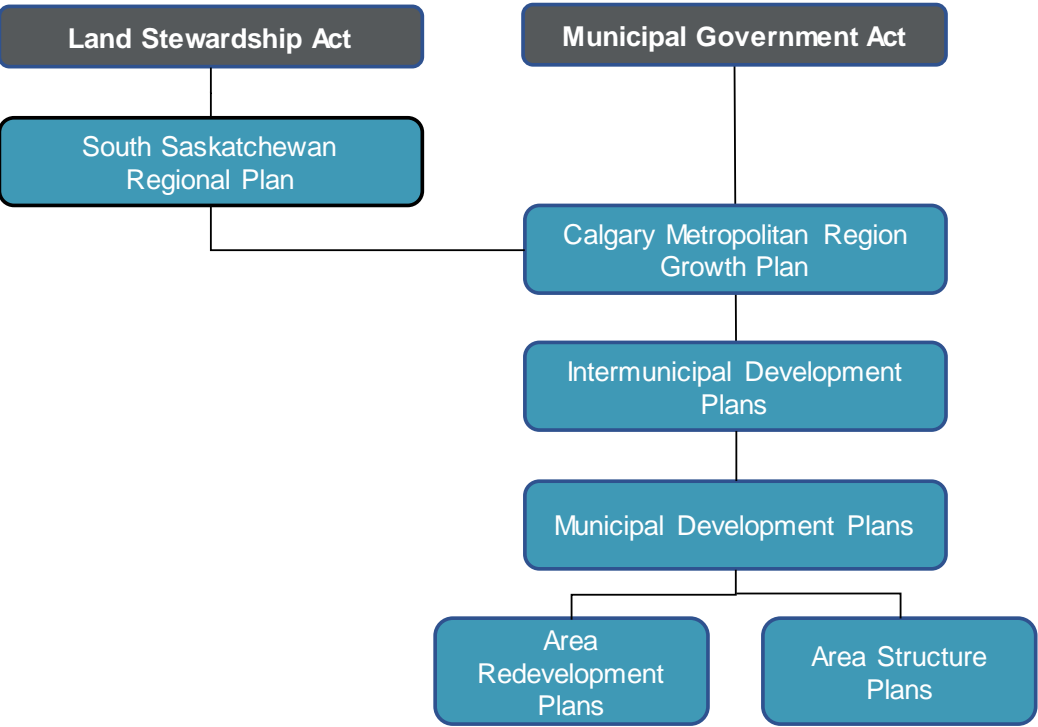 Land Stewardship Act
Municipal Government Act
South Saskatchewan
Regional Plan
Calgary Metropolitan Region
Growth Plan
Intermunicipal Development
Plans
Municipal Development Plans
Area
Redevelopment
Plans
Area Structure
Plans